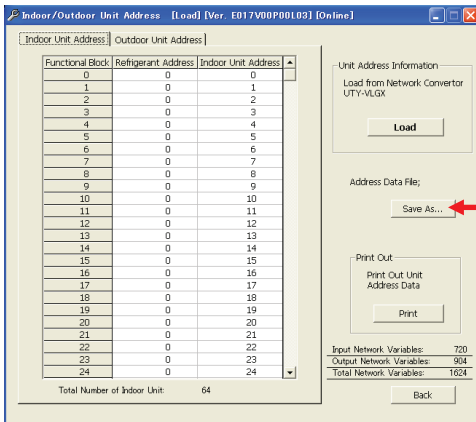 Indoor/Outdoor Unit Address [Load] [Ver. E017V00P00L03] [Online]
Indoor Unit Address Outdoor Unit Address
Functional Block Refrigerant Address Indoor Unit Address
0 0 0
1 0 1
2 0 2
3 0 3
4 0 4
5 0 5
6 0 6
7 0 7
8 0 8
9 0 9
10 0 10
11 0 11
12 0 12
13 0 13
14 0 14
15 0 15
16 0 16
17 0 17
18 0 18
19 0 19
20 0 20
21 0 21
22 0 22
23 0 23
24 0 24
Total Number of Indoor Unit: 64
Unit Address Information
Load from Network Convertor
UTY-VLGX
Load
Address Data File;
Save As...
Print Out
Print Out Unit
Address Data
Print
Input Network Variables: 720
Output Network Variables: 904
Total Network Variables: 1624
Back